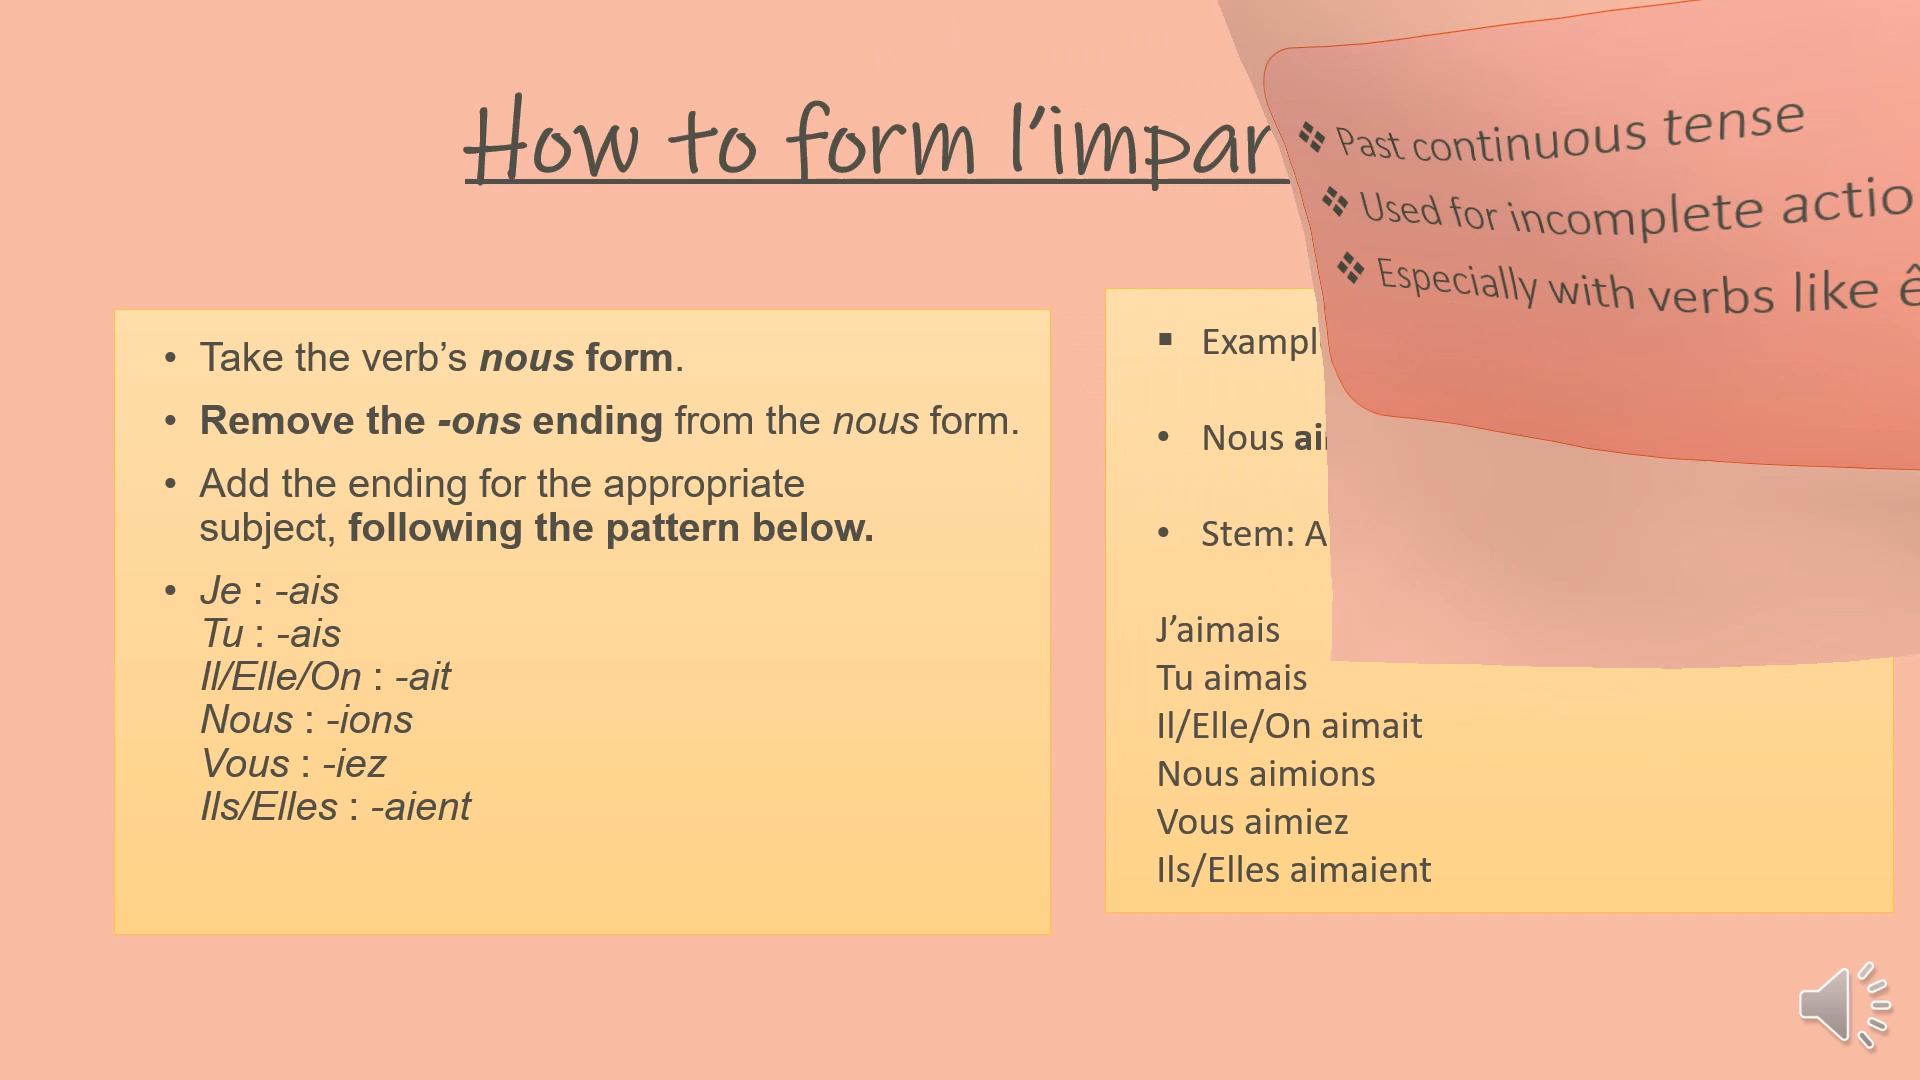 How to form l’impar
❖ Past continuous tense
❖ Used for incomplete actio
❖ Especially with verbs like ê
• Take the verb’s nous form.
• Remove the -ons ending from the nous form.
• Add the ending for the appropriate
subject, following the pattern below.
• Je : -ais
Tu : -ais
Il/Elle/On : -ait
Nous : -ions
Vous : -iez
Ils/Elles : -aient
▪ Exampl
• Nous ai
• Stem: A
J’aimais
Tu aimais
Il/Elle/On aimait
Nous aimions
Vous aimiez
Ils/Elles aimaient